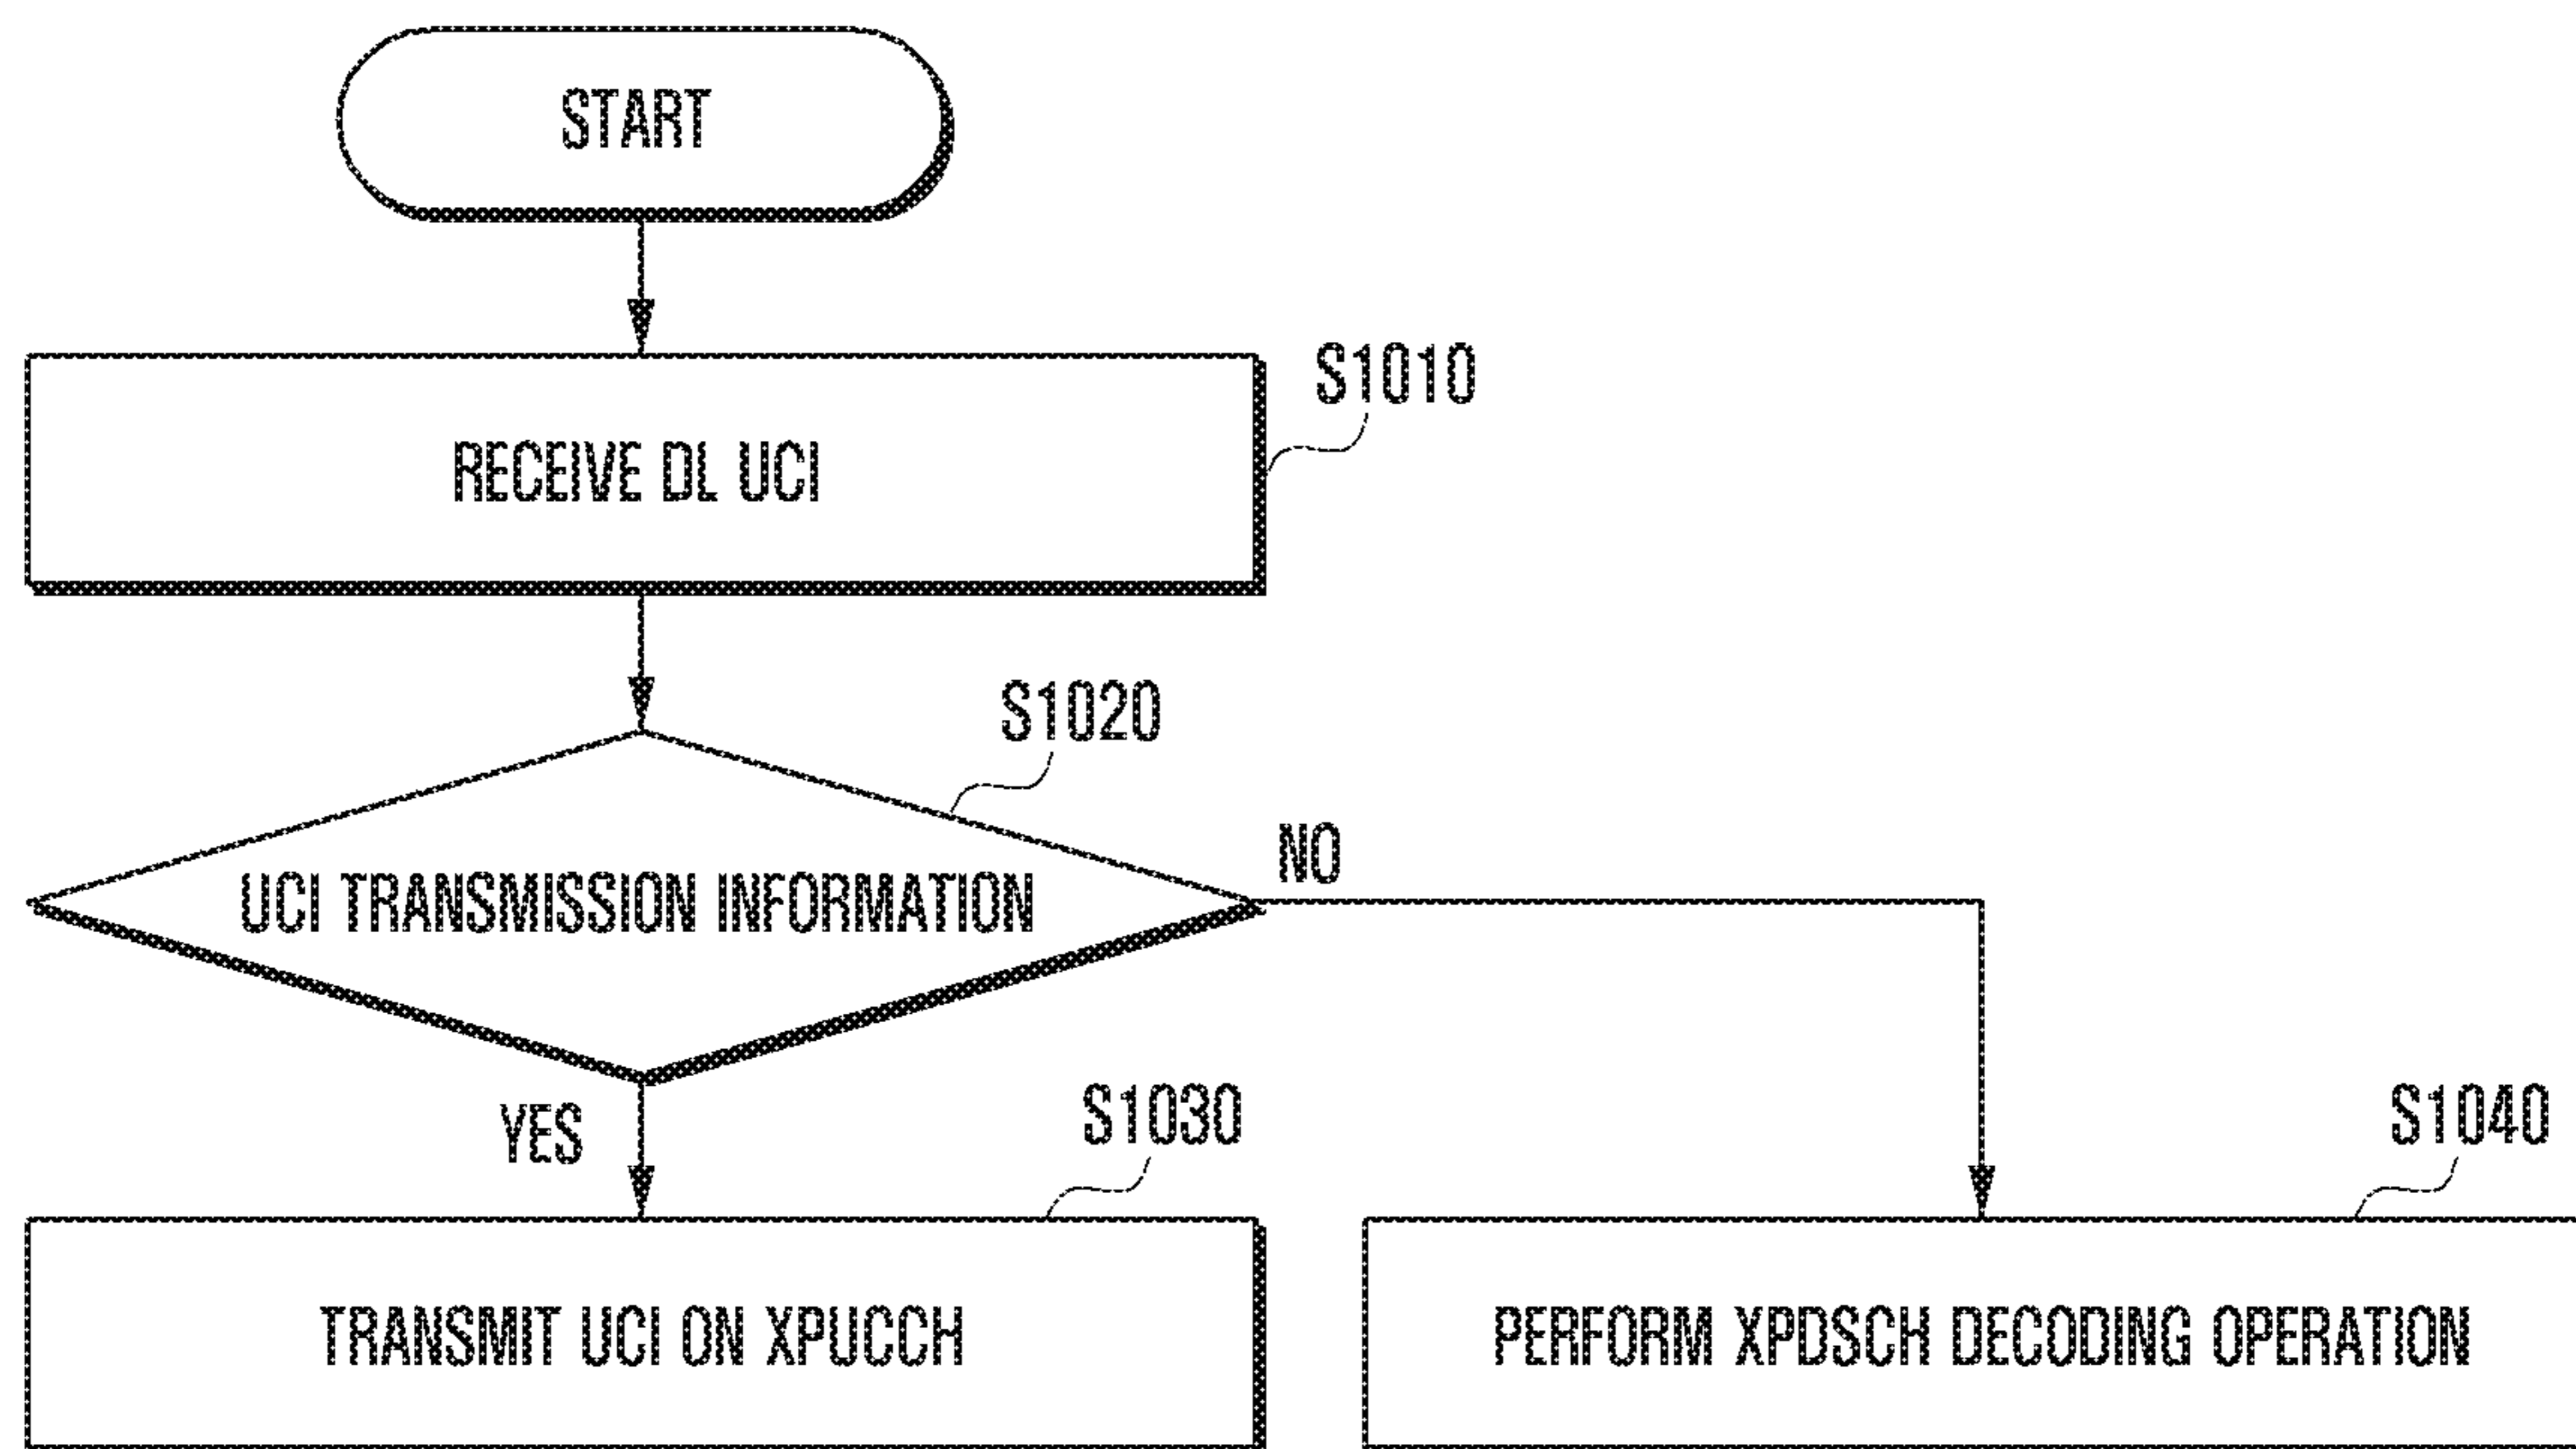 START
S1010
RECEIVE DL UCI
S1020
NO
UCI TRANSMISSION INFORMATION
YES
S1030
S1040
TRANSMIT UCI ON XPUCCH
PERFORM XPDSCH DECODING OPERATION